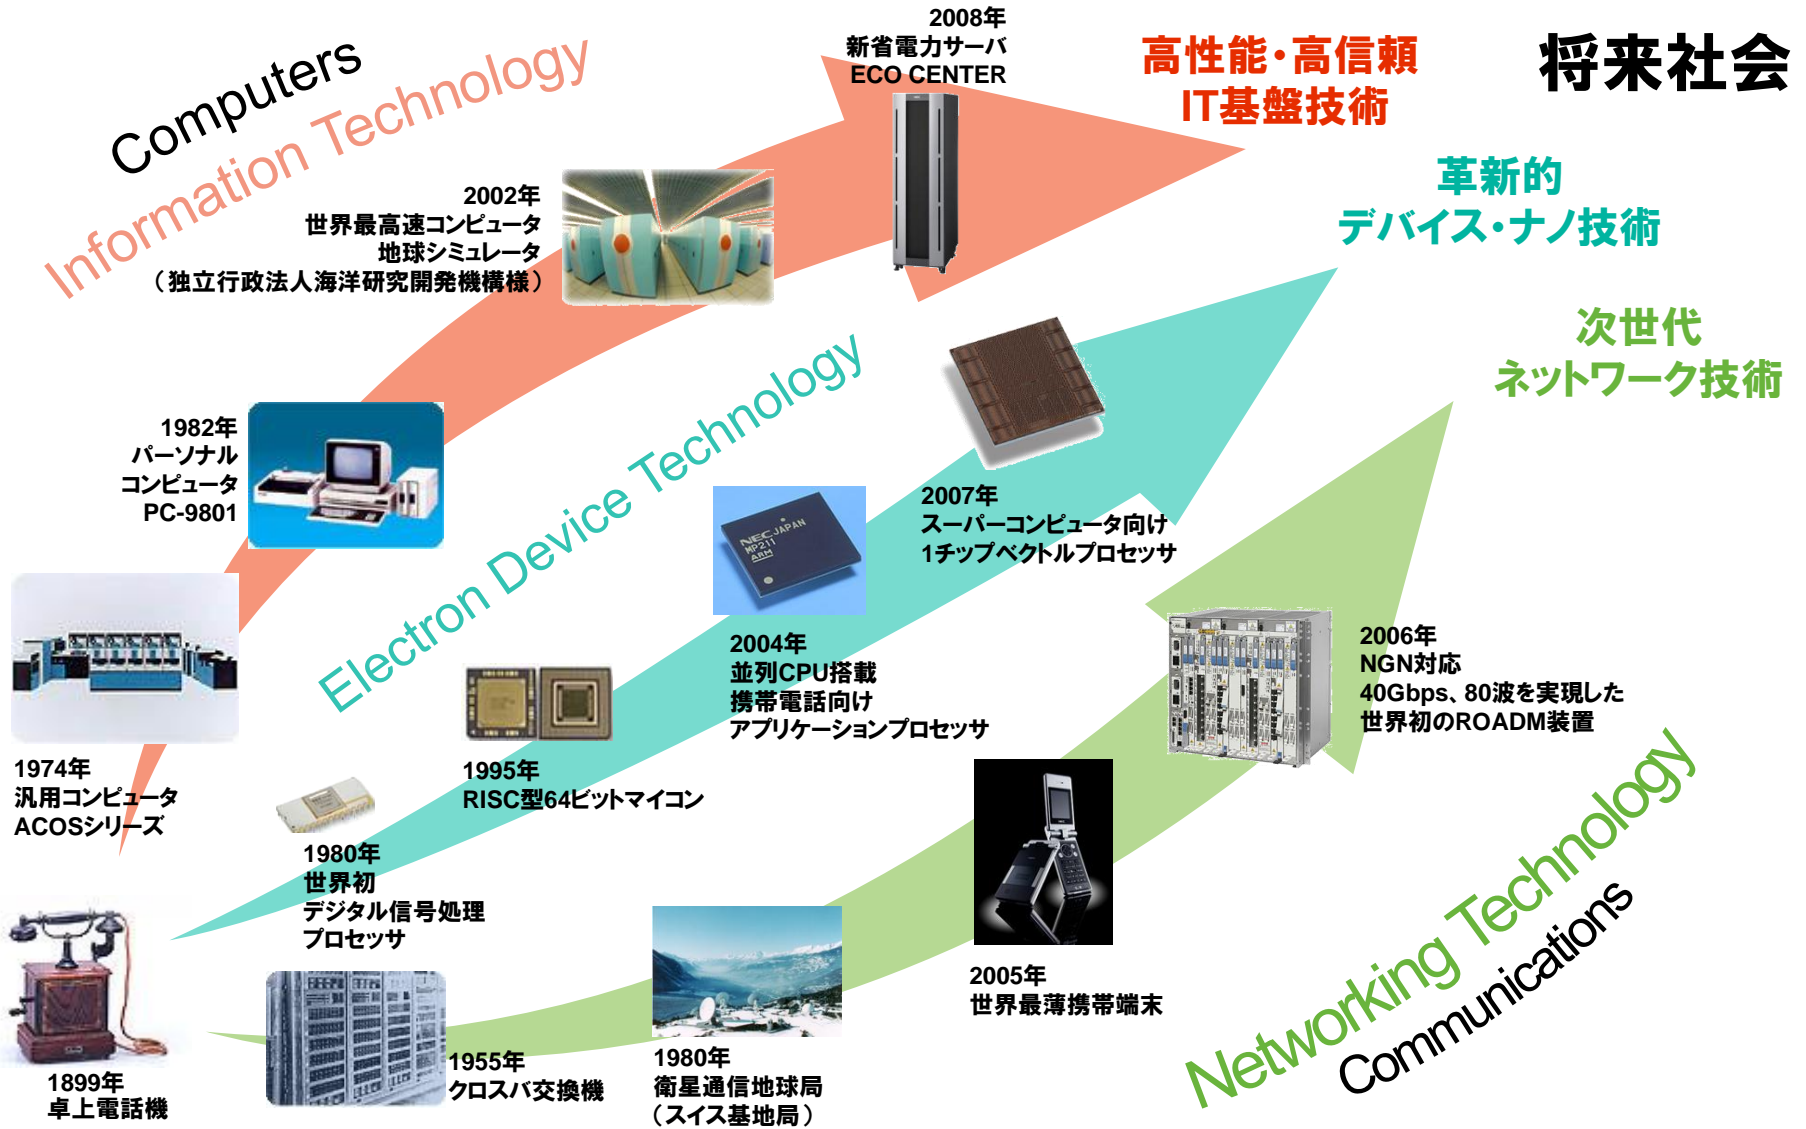 Computers
Information Technology
2008年
新省電力サーバ
ECO CENTER
高性能・高信頼
IT基盤技術
将来社会
2002年
世界最高速コンピュータ
地球シミュレータ
（独立行政法人海洋研究開発機構様）
革新的
デバイス・ナノ技術
次世代
ネットワーク技術
1982年
パーソナル
コンピュータ
PC-9801
Electron Device Technology
2007年
スーパーコンピュータ向け
1チップベクトルプロセッサ
NEC JAPAN
MP211
ARM
2004年
並列CPU搭載
携帯電話向け
アプリケーションプロセッサ
2006年
NGN対応
40Gbps、80波を実現した
世界初のROADM装置
1974年
汎用コンピュータ
ACOSシリーズ
1995年
RISC型64ビットマイコン
1980年
世界初
デジタル信号処理
プロセッサ
2005年
世界最薄携帯端末
Networking Technology
Communications
1899年
卓上電話機
1955年
クロスバ交換機
1980年
衛星通信地球局
（スイス基地局）